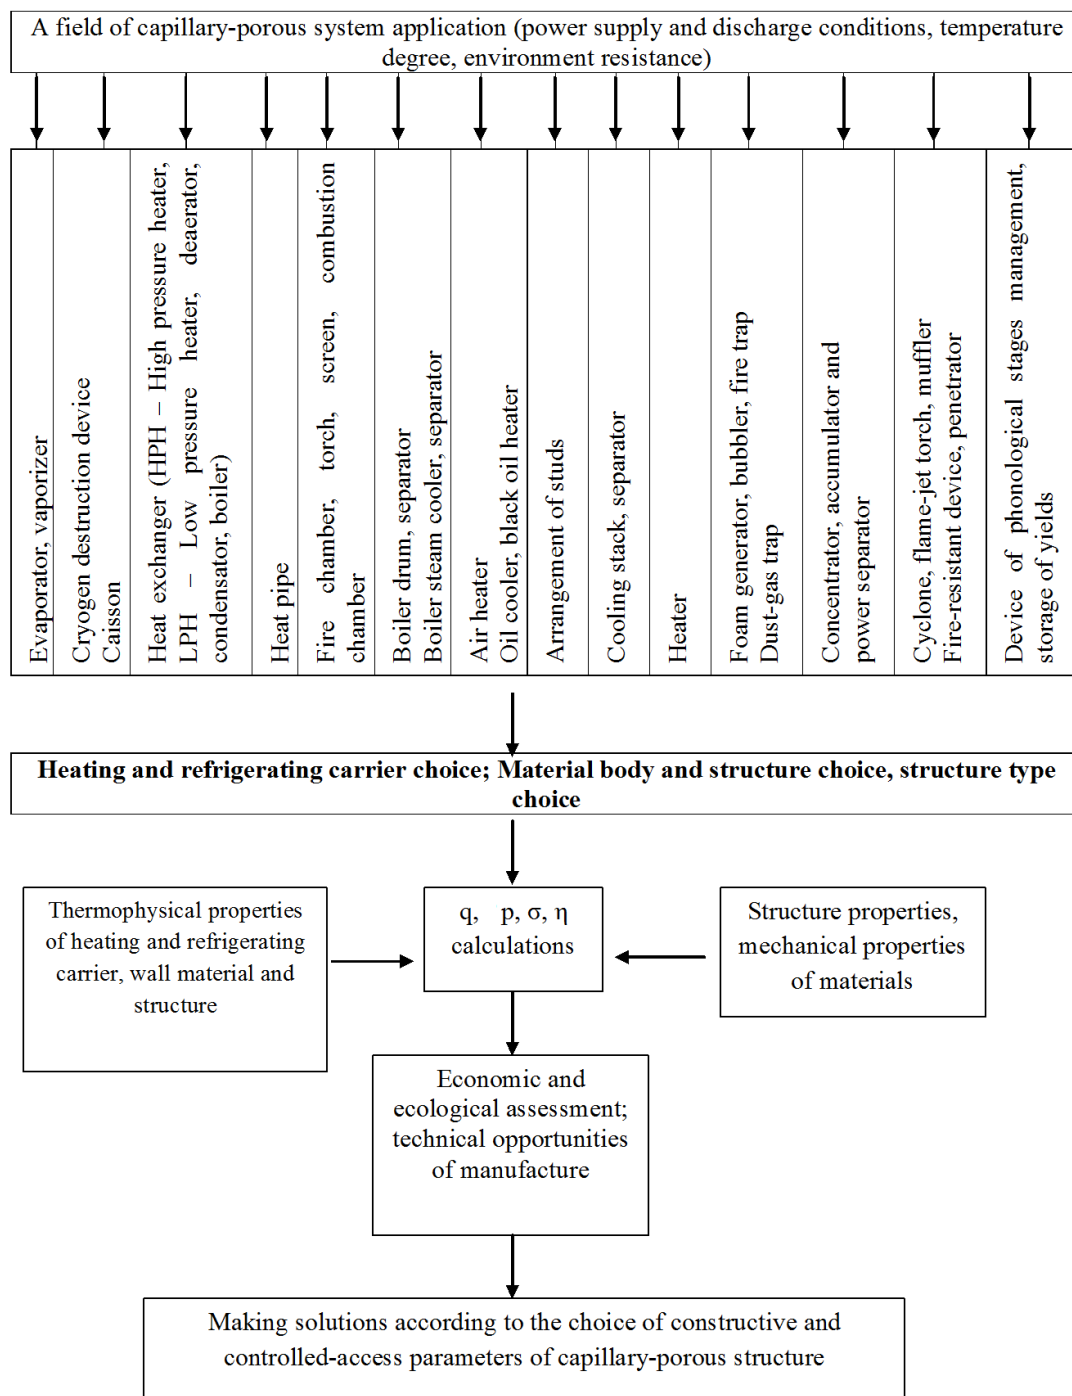 A field of capillary-porous system application (power supply and discharge conditions, temperature
degree, environment resistance)
Evaporator, vaporizer
Cryogen destruction device
Caisson
Heat exchanger (HPH – High pressure heater,
LPH – Low pressure heater, deaerator,
condensator, boiler)
Heat pipe
Fire chamber, torch, screen, combustion
chamber
Boiler drum, separator
Boiler steam cooler, separator
Air heater
Oil cooler, black oil heater
Arrangement of studs
Cooling stack, separator
Heater
Foam generator, bubbler, fire trap
Dust-gas trap
Concentrator, accumulator and
power separator
Cyclone, flame-jet torch, muffler
Fire-resistant device, penetrator
Device of phonological stages management,
storage of yields
Heating and refrigerating carrier choice; Material body and structure choice, structure type
choice
Thermophysical properties
of heating and refrigerating
carrier, wall material and
structure
q, p, σ, η
calculations
Structure properties,
mechanical properties
of materials
Economic and
ecological assessment;
technical opportunities
of manufacture
Making solutions according to the choice of constructive and
controlled-access parameters of capillary-porous structure